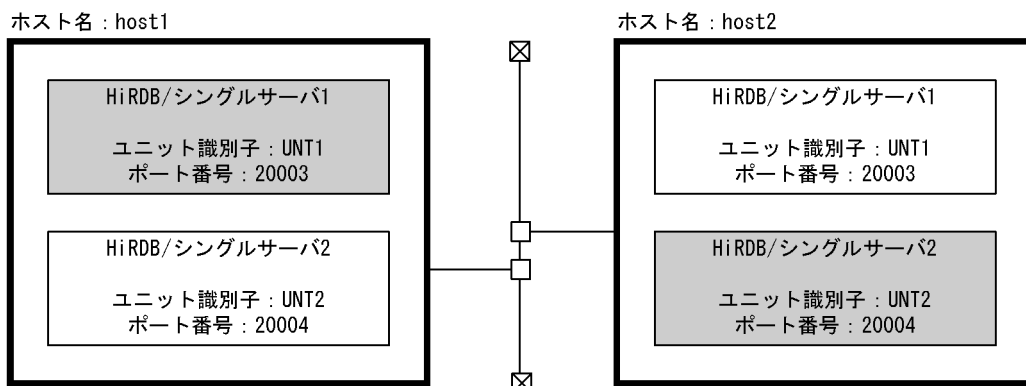 ホスト名：host1
HiRDB/シングルサーバ1
ユニット識別子：UNT1
ポート番号：20003
HiRDB/シングルサーバ2
ユニット識別子：UNT2
ポート番号：20004
ホスト名：host2
HiRDB/シングルサーバ1
ユニット識別子：UNT1
ポート番号：20003
HiRDB/シングルサーバ2
ユニット識別子：UNT2
ポート番号：20004